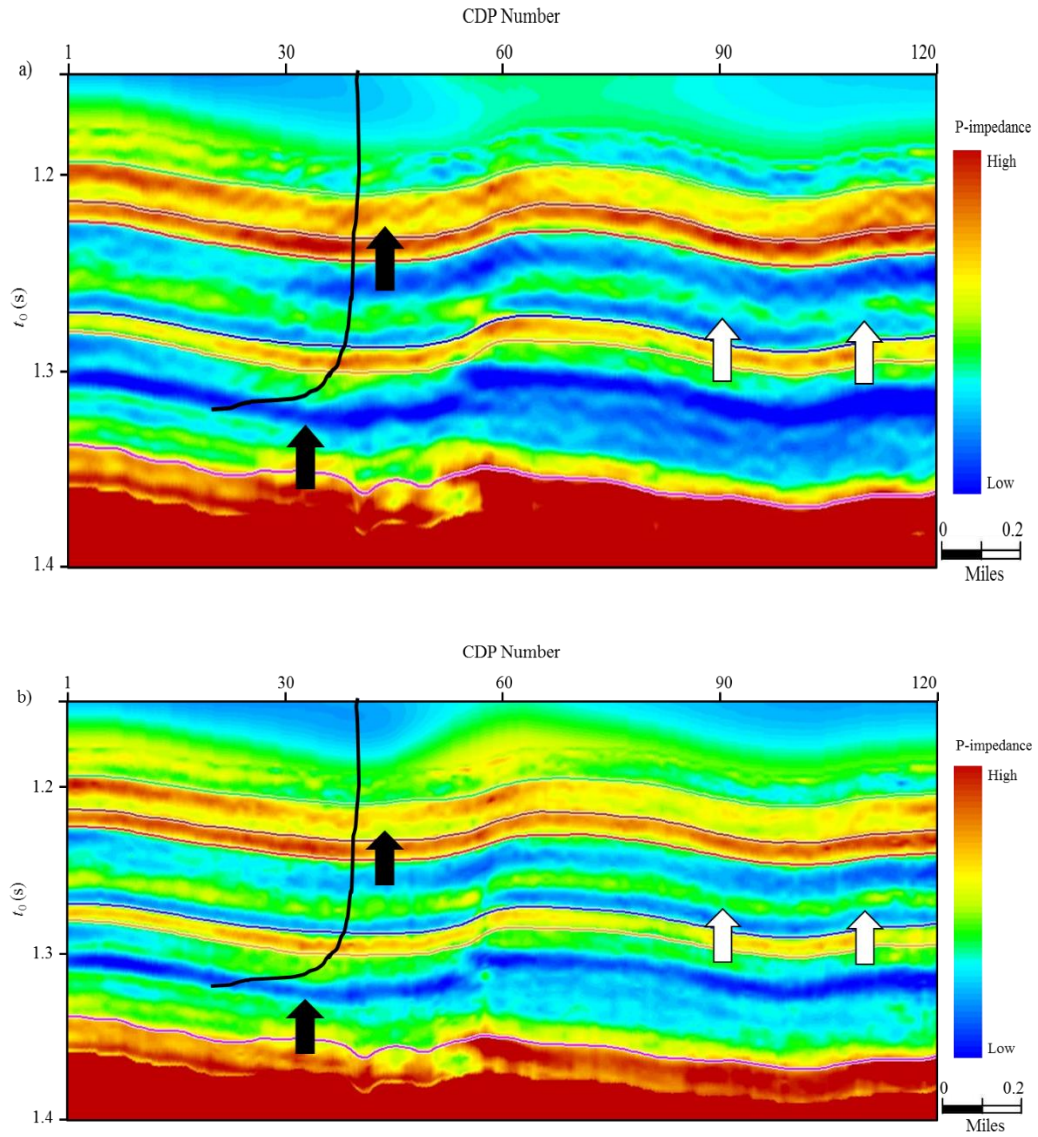 CDP Number
1 30 60 90 120
a)
P-impedance
High
1.2
t₀ (s)
1.3
Low
0 0.2
1.4
Miles
CDP Number
1 30 60 90 120
b)
P-impedance
High
1.2
t₀ (s)
1.3
Low
0 0.2
1.4
Miles